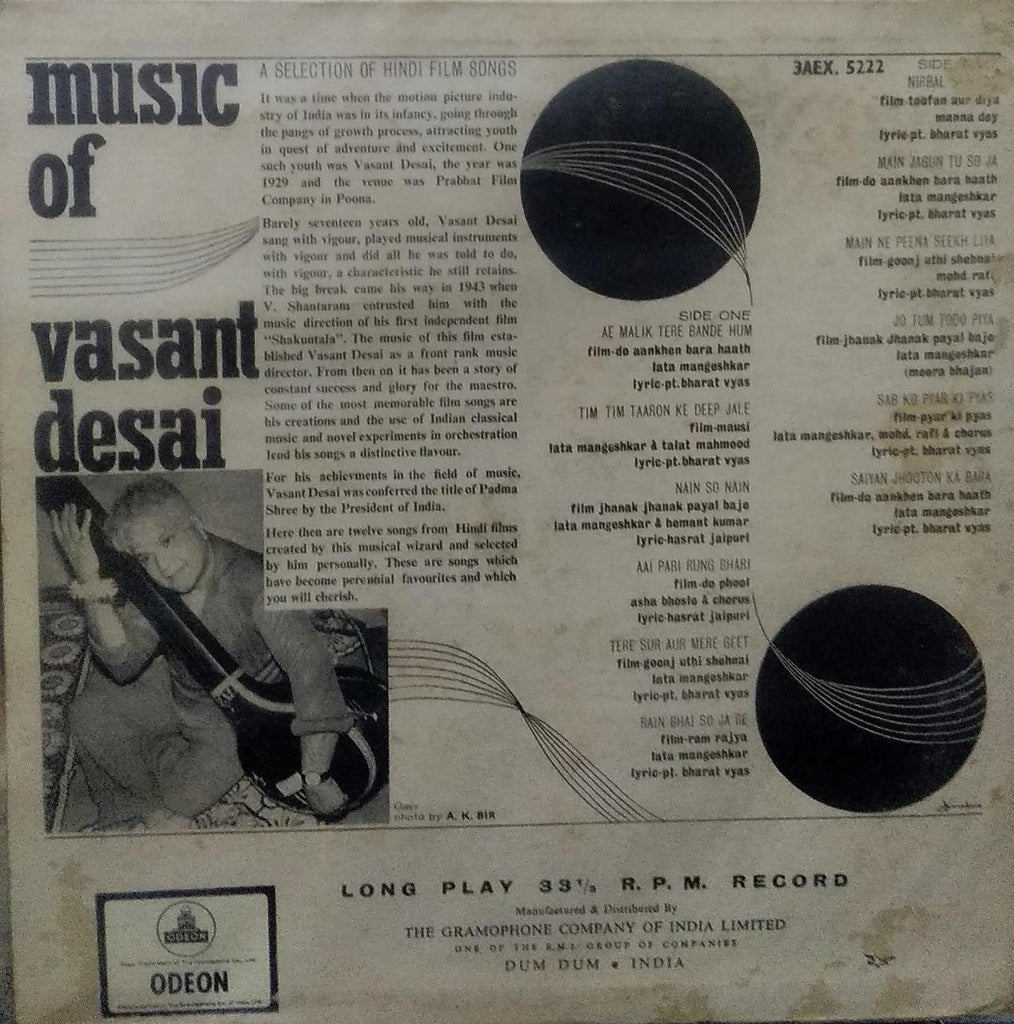 music
of
vasant
desai
A SELECTION OF HINDI FILM SONGS
It was a time when the motion picture indu-
stry of India was in its infancy, going through
the pangs of growth process, attracting youth
in quest of adventure and excitement. One
such youth was Vasant Desai, the year was
1929 and the venue was Prabhat Film
Company in Poona.
Barely seventeen years old, Vasant Desai
sang with vigour, played musical instruments
with vigour and did all he was told to do,
with vigour, a characteristic he still retains.
The big break came his way in 1943 when
V. Shantaram entrusted him with the
music direction of his first independent film
"Shakuntala". The music of this film esta-
blished Vasant Desai as a front rank music
director. From then on it has been a story of
constant success and glory for the maestro.
Some of the most memorable film songs are
his creations and the use of Indian classical
music and novel experiments in orchestration
lend his songs a distinctive flavour.
For his achievments in the field of music,
Vasant Desai was conferred the title of Padma
Shree by the President of India.
Here then are twelve songs from Hindi films
created by this musical wizard and selected
by him personally. These are songs which
have become perennial favourites and which
you will cherish.
Cover
photo by A. K. BIR
SIDE ONE
AE MALIK TERE BANDE HUM
film-do aankhen bara haath
lata mangeshkar
lyric-pt. bharat vyas
TIM TIM TAARON KE DEEP JALE
film-mausi
lata mangeshkar & talat mahmood
lyric-pt. bharat vyas
NAIN SO NAIN
film jhanak jhanak payal baje
lata mangeshkar & hemant kumar
lyric-hasrat jaipuri
AAI PARI RUNG BHARI
film-do phool
asha bhosle & chorus
lyric-hasrat jaipuri
TERE SUR AUR MERE GEET
film-goonj uthi shehnai
lata mangeshkar
lyric-pt. bharat vyas
RAIN BHAI SO JA RE
film-ram rajya
lata mangeshkar
lyric-pt. bharat vyas
3AEX. 5222
SIDE
NIRBAL
film-toofan aur diya
manna dey
lyric-pt. bharat vyas
MAIN JAGUN TU SO JA
film-do aankhen bara haath
lata mangeshkar
lyric-pt. bharat vyas
MAIN NE PEENA SEEKH LIYA
film-goonj uthi shehnai
mohd. rafi
lyric-pt. bharat vyas
JO TUM TODO PIYA
film-jhanak jhanak payal baje
lata mangeshkar
(meera bhajan)
SAB KO PYAR KI PYAS
film-pyar ki pyas
lata mangeshkar, mohd. rafi & chorus
lyric-pt. bharat vyas
SAIYAN JHOOTON KA BARA
film-do aankhen bara haath
lata mangeshkar
lyric-pt. bharat vyas
LONG PLAY 33⅓ R. P. M. RECORD
Manufactured & Distributed By
THE GRAMOPHONE COMPANY OF INDIA LIMITED
ONE OF THE E.M.I. GROUP OF COMPANIES
DUM DUM • INDIA
ODEON
ODEON